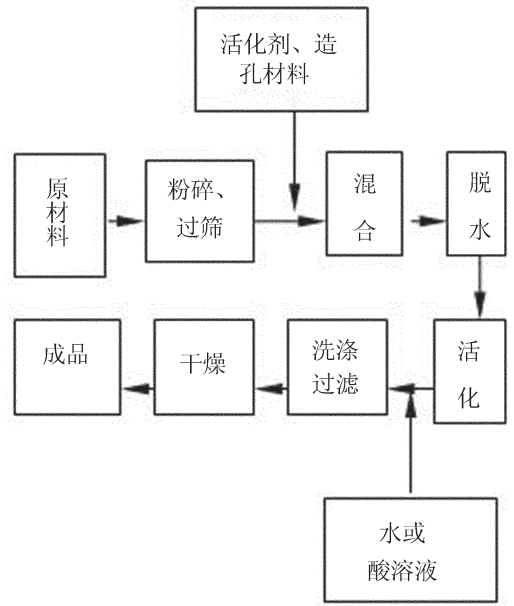 活化剂、造
孔材料
原
材
料
粉碎、
过筛
混
合
脱
水
成品
干燥
洗涤
过滤
活
化
水或
酸溶液